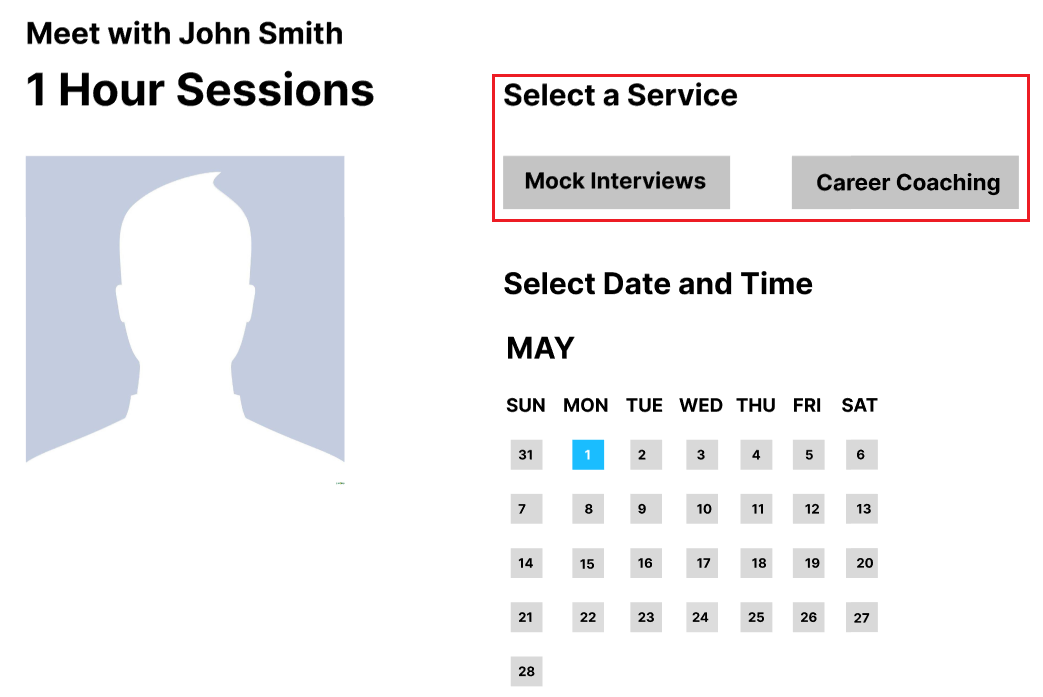 Meet with John Smith
1 Hour Sessions
Select a Service
Mock Interviews Career Coaching
Select Date and Time
MAY
SUN MON TUE WED THU FRI SAT
31 1 2 3 4 5 6
7 8 9 10 11 12 13
14 15 16 17 18 19 20
21 22 23 24 25 26 27
28